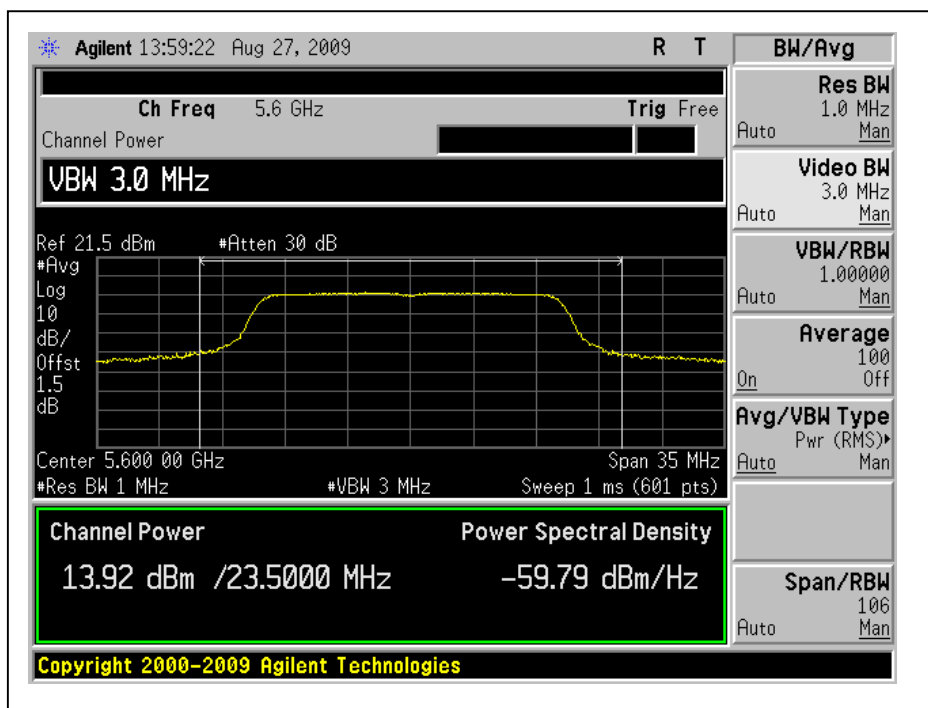 Agilent 13:59:22 Aug 27, 2009 R T
BW/Avg
Ch Freq 5.6 GHz Trig Free
Channel Power
VBW 3.0 MHz
Ref 21.5 dBm #Atten 30 dB
#Avg
Log
10
dB/
Offst
1.5
dB
Center 5.600 00 GHz Span 35 MHz
#Res BW 1 MHz #VBW 3 MHz Sweep 1 ms (601 pts)
Channel Power Power Spectral Density
13.92 dBm /23.5000 MHz -59.79 dBm/Hz
Res BW
1.0 MHz
Auto Man
Video BW
3.0 MHz
Auto Man
VBW/RBW
1.00000
Auto Man
Average
100
On Off
Avg/VBW Type
Pwr (RMS)
Auto Man
Span/RBW
106
Auto Man
Copyright 2000-2009 Agilent Technologies